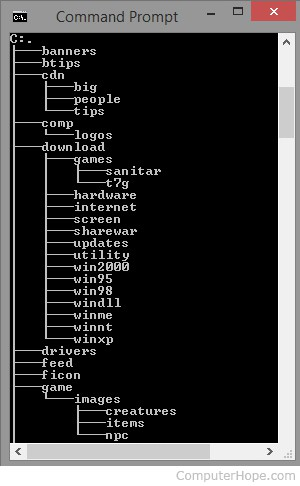 Command Prompt
C:.
banners
btips
cdn
big
people
tips
comp
logos
download
games
sanitar
t7g
hardware
internet
screen
sharewar
updates
utility
win2000
win95
win98
windll
winme
winnt
winxp
drivers
feed
ficon
game
images
creatures
items
npc
ComputerHope.com